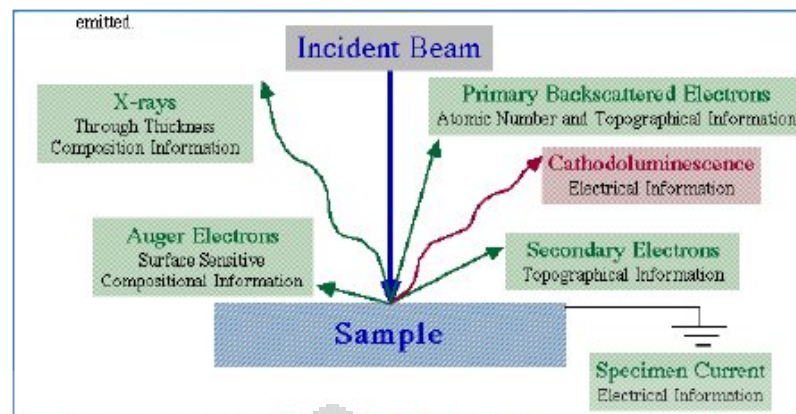 emitted.
Incident Beam
X-rays
Through Thickness
Composition Information
Primary Backscattered Electrons
Atomic Number and Topographical Information
Cathodoluminescence
Electrical Information
Auger Electrons
Surface Sensitive
Compositional Information
Secondary Electrons
Topographical Information
Sample
Specimen Current
Electrical Information